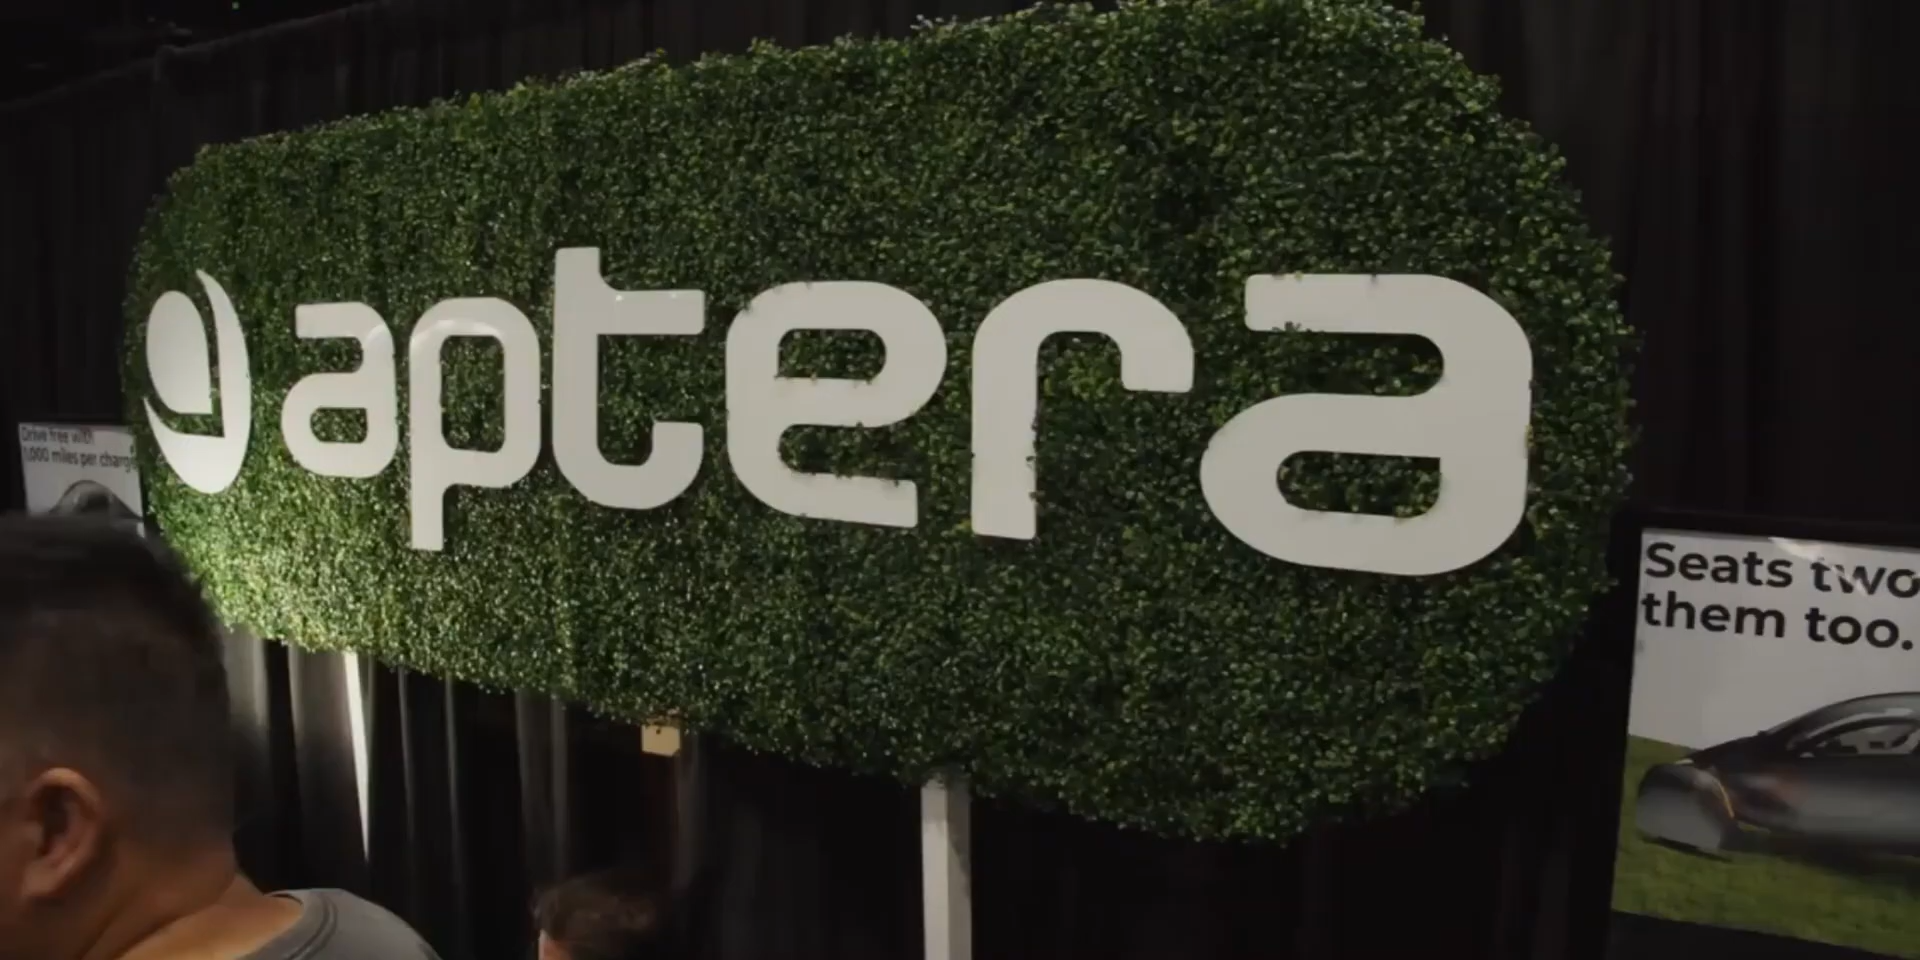 aptera
Drive free with
1,000 miles per charge
Seats two
them too.